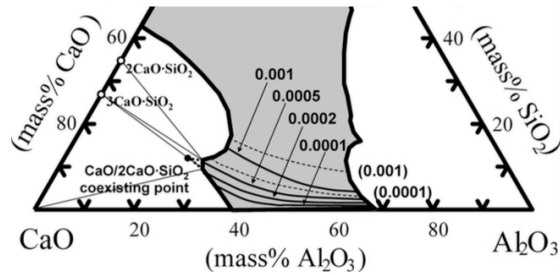 60
40
(mass% CaO)
(mass% SiO₂)
2CaO·SiO₂
3CaO·SiO₂
0.001
0.0005
80
0.0002
20
0.0001
CaO/2CaO·SiO₂
coexisting point
(0.001)
(0.0001)
20
40
60
80
CaO
(mass% Al₂O₃)
Al₂O₃